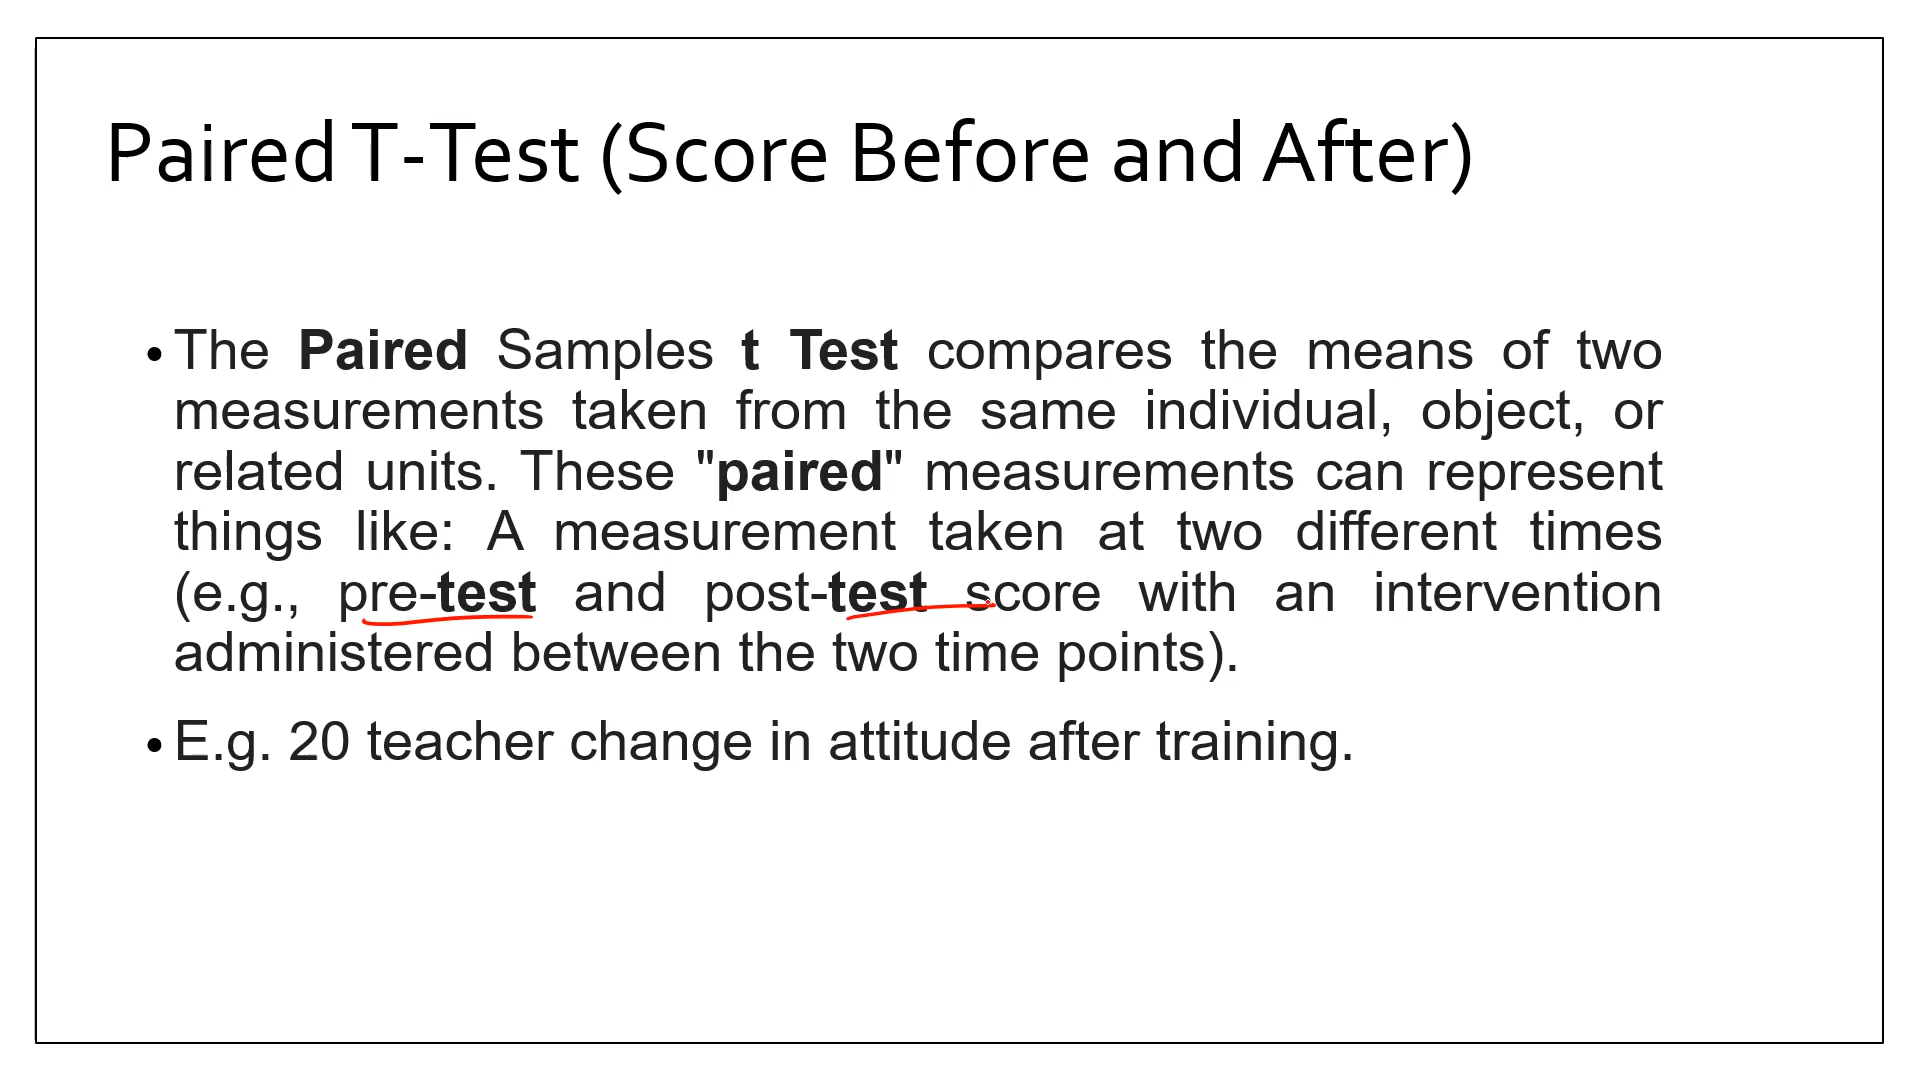 Paired T-Test (Score Before and After)
• The Paired Samples t Test compares the means of two
measurements taken from the same individual, object, or
related units. These "paired" measurements can represent
things like: A measurement taken at two different times
(e.g., pre-test and post-test score with an intervention
administered between the two time points).
• E.g. 20 teacher change in attitude after training.